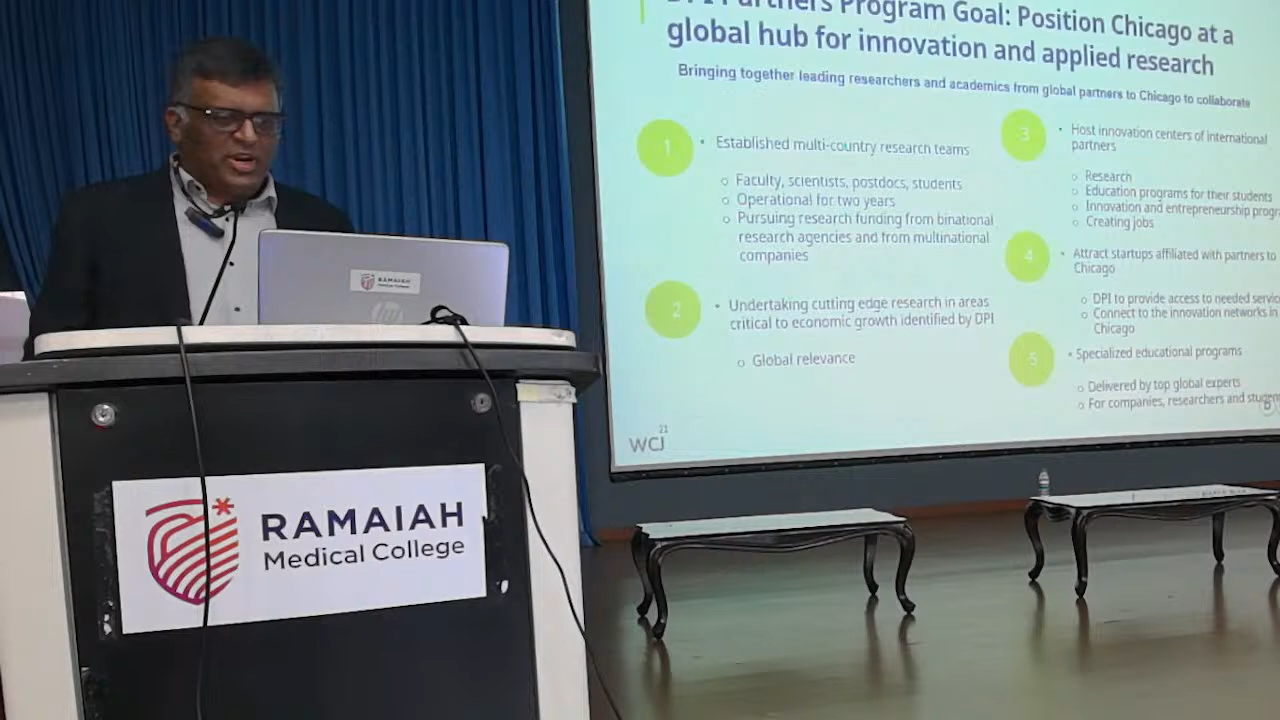 Partners Program Goal: Position Chicago at a
global hub for innovation and applied research
Bringing together leading researchers and academics from global partners to Chicago to collaborate
1
• Established multi-country research teams
o Faculty, scientists, postdocs, students
o Operational for two years
o Pursuing research funding from binational
research agencies and from multinational
companies
2
• Undertaking cutting edge research in areas
critical to economic growth identified by DPI
o Global relevance
3
• Host innovation centers of international
partners
o Research
o Education programs for their students
o Innovation and entrepreneurship
o Creating jobs
4
• Attract startups affiliated with partners to
Chicago
o DPI to provide access to needed
o Connect to the innovation networks in
Chicago
5
• Specialized educational programs
o Delivered by top global experts
o For companies, researchers and
21
WCJ
RAMAIAH
Medical College
hp
RAMAIAH
Medical College